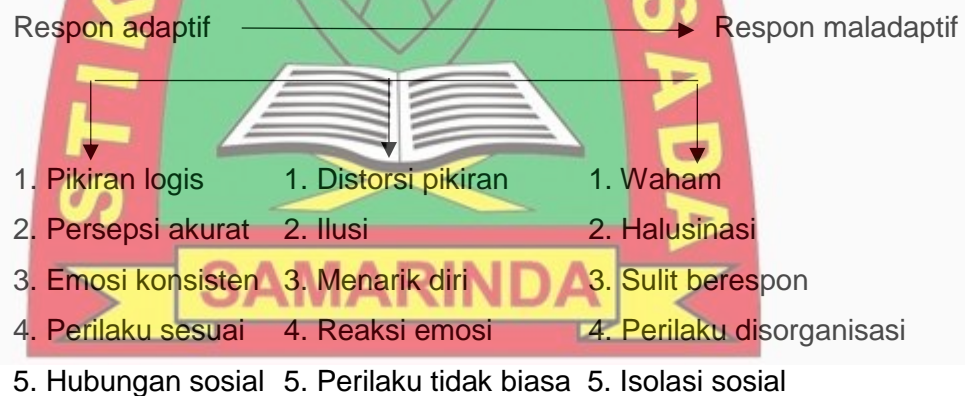 Respon adaptif Respon maladaptif
1. Pikiran logis 1. Distorsi pikiran 1. Waham
2. Persepsi akurat 2. Ilusi 2. Halusinasi
3. Emosi konsisten 3. Menarik diri 3. Sulit berespon
4. Perilaku sesuai 4. Reaksi emosi 4. Perilaku disorganisasi
5. Hubungan sosial 5. Perilaku tidak biasa 5. Isolasi sosial
STIK
SADA
SAMARINDA